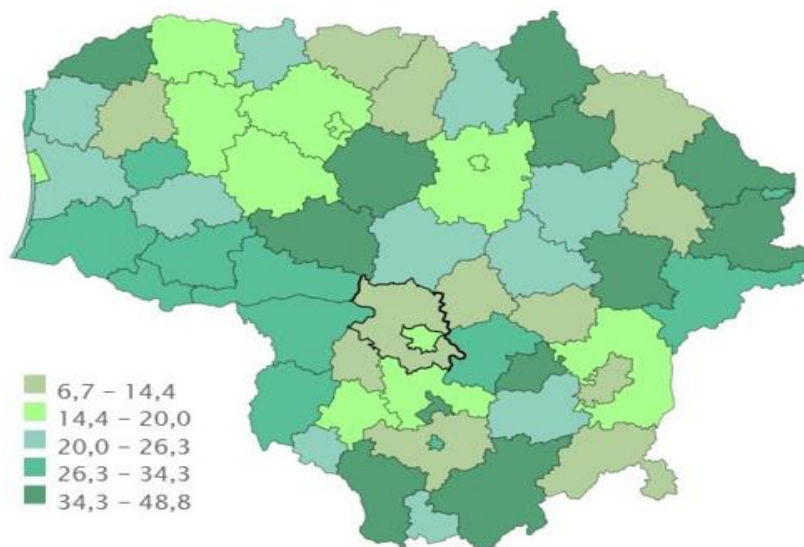 6,7 – 14,4
14,4 – 20,0
20,0 – 26,3
26,3 – 34,3
34,3 – 48,8